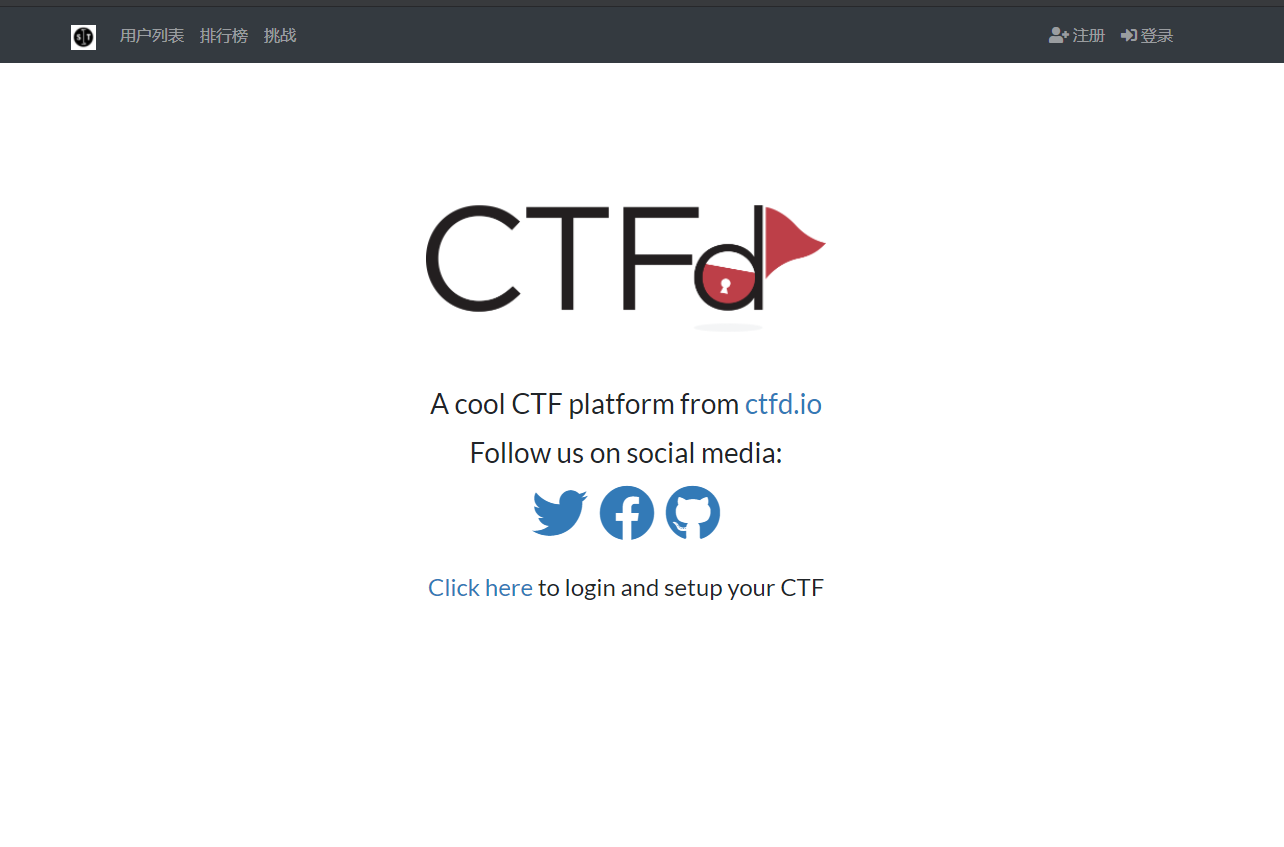 S T 用户列表 排行榜 挑战 注册 登录
CTFd
A cool CTF platform from ctfd.io
Follow us on social media:
Click here to login and setup your CTF